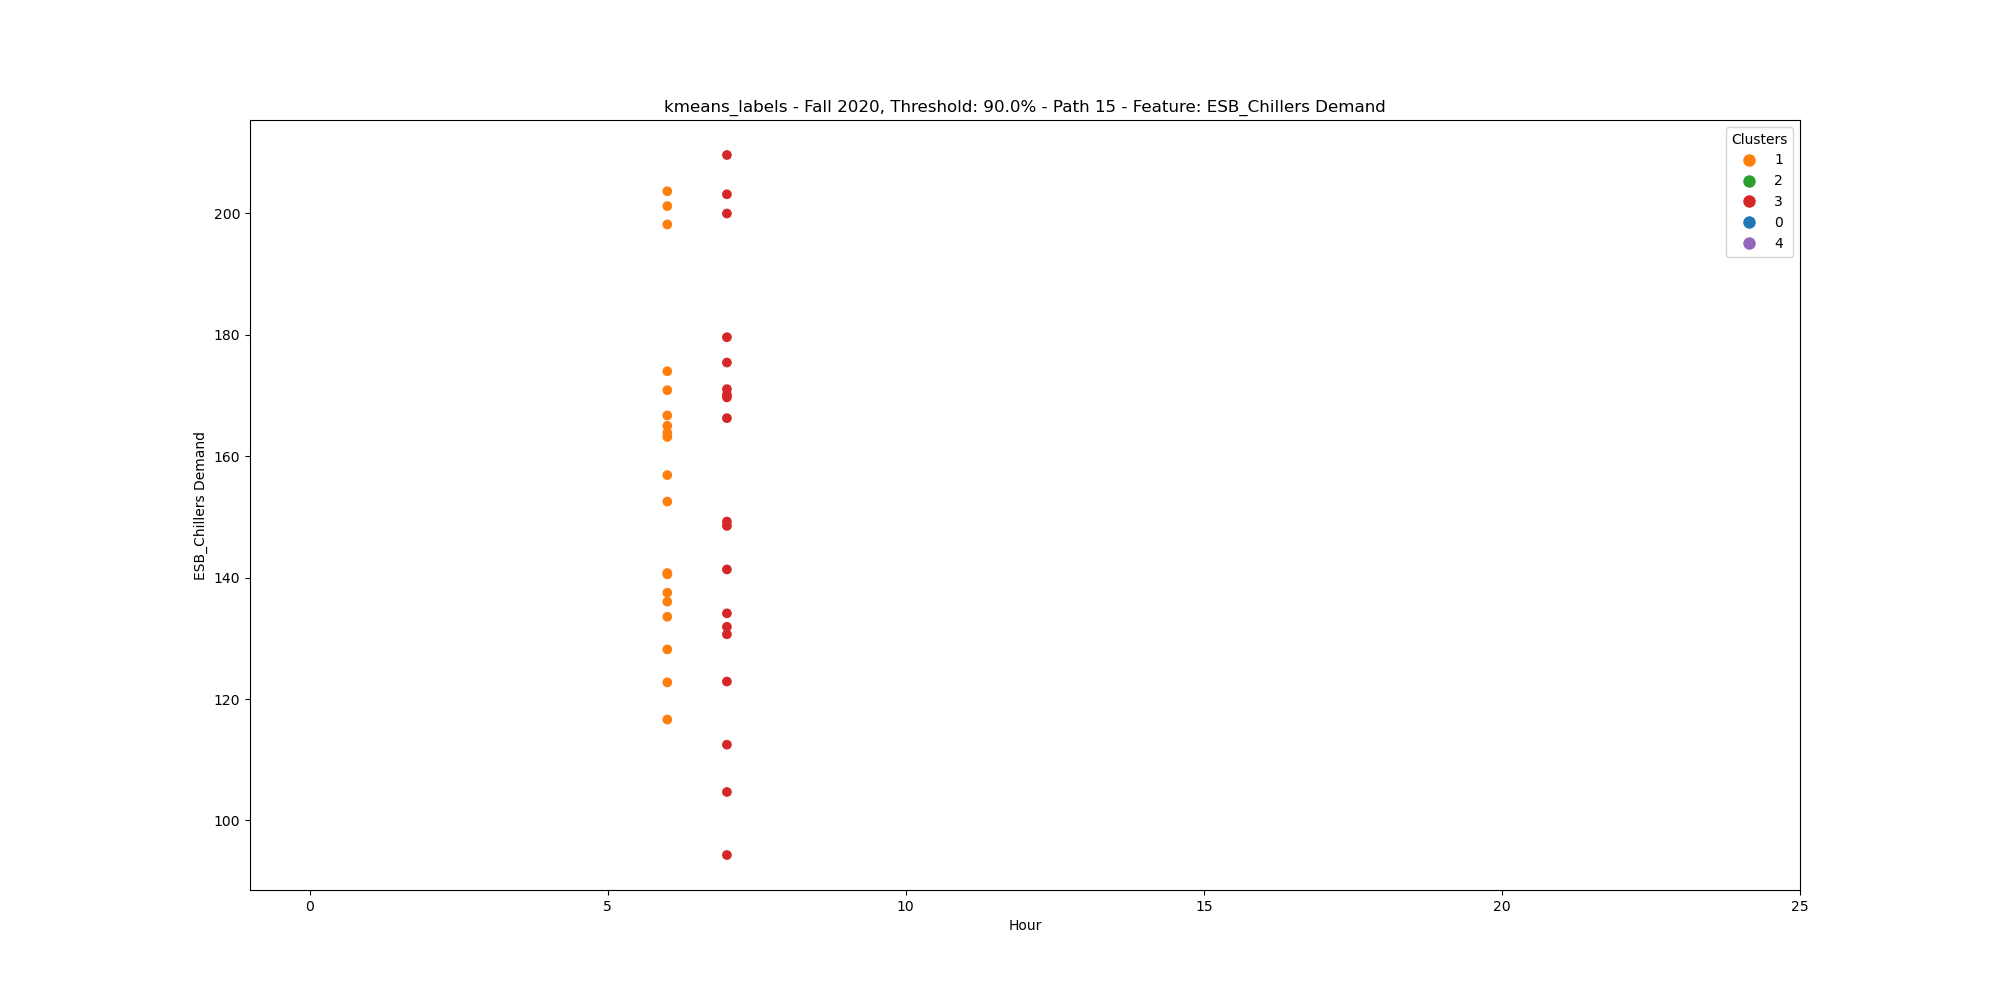 kmeans_labels - Fall 2020, Threshold: 90.0% - Path 15 - Feature: ESB_Chillers Demand
Clusters
1
2
3
0
4
200
180
160
140
120
100
ESB_Chillers Demand
0 5 10 15 20 25
Hour